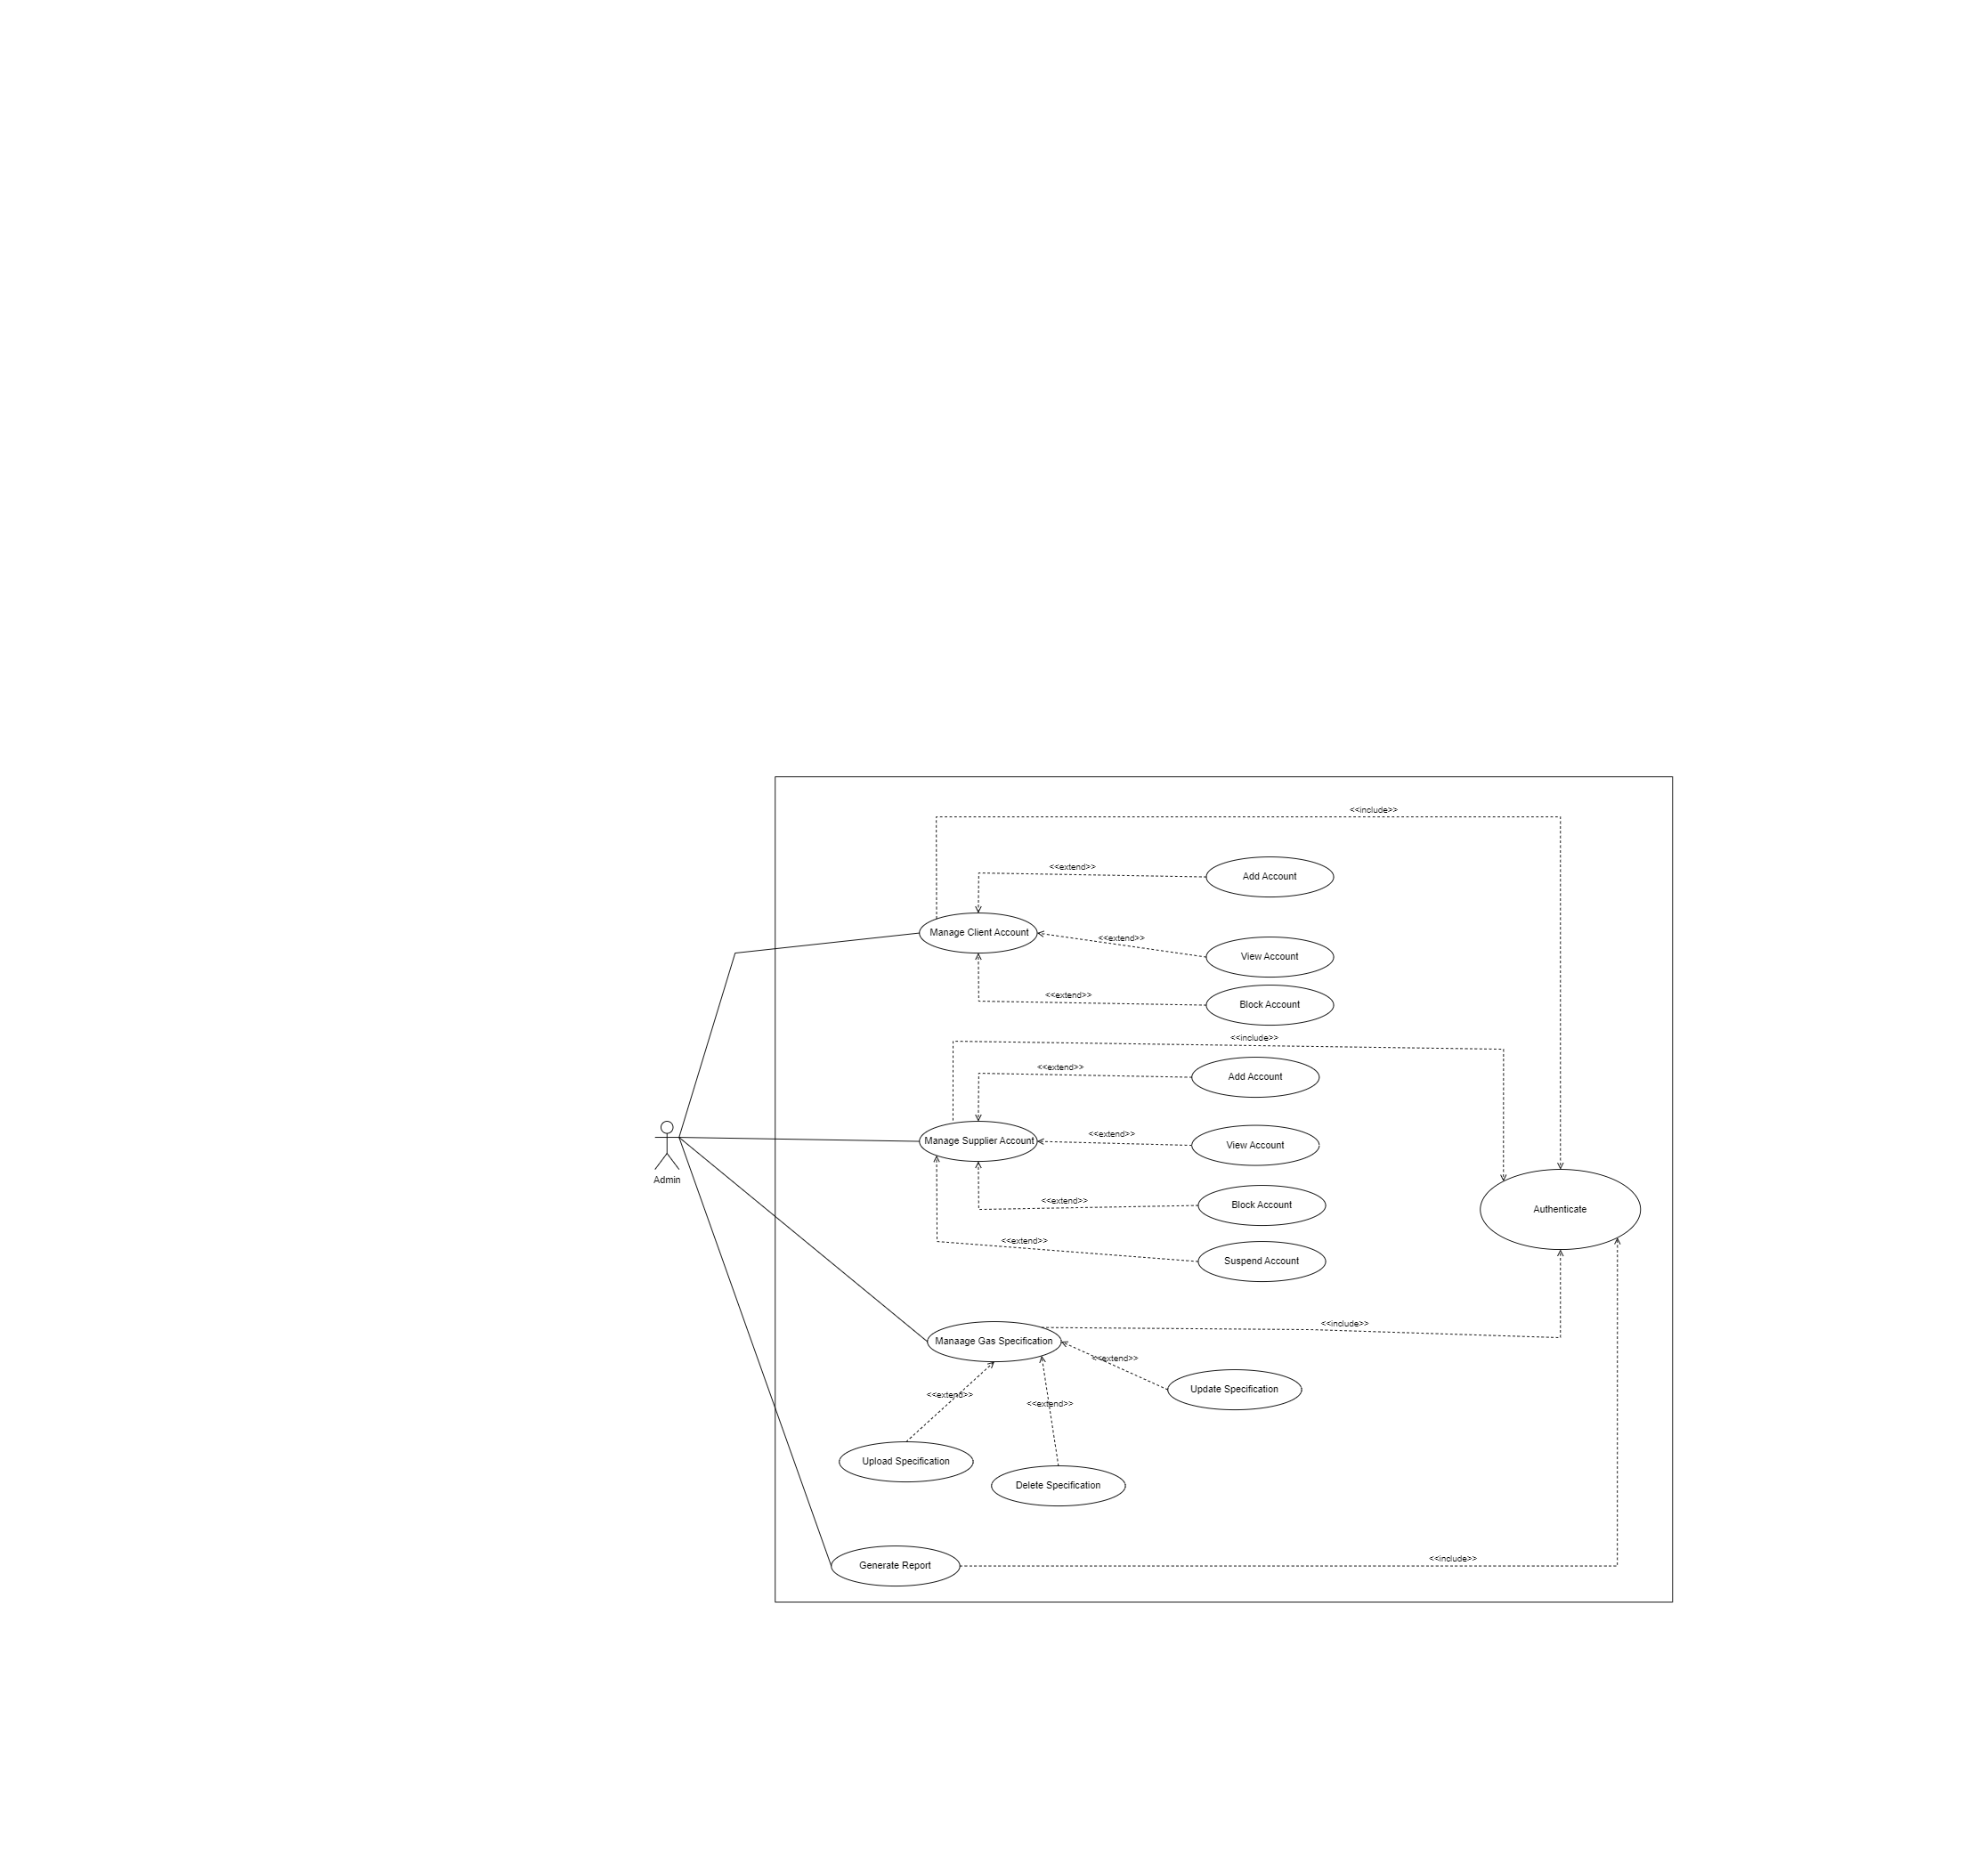 <<include>>
<<extend>>
Add Account
Manage Client Account
<<extend>>
View Account
<<extend>>
Block Account
<<include>>
<<extend>>
Add Account
Manage Supplier Account
<<extend>>
View Account
Admin
<<extend>>
Block Account
Authenticate
<<extend>>
Suspend Account
<<include>>
Manaage Gas Specification
<<extend>>
Update Specification
<<extend>>
<<extend>>
Upload Specification
Delete Specification
<<include>>
Generate Report